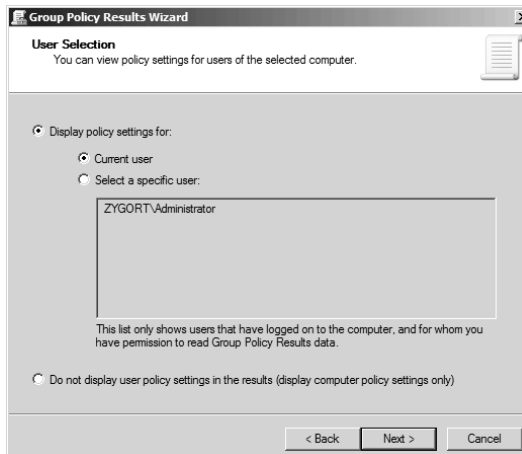 Group Policy Results Wizard
User Selection
You can view policy settings for users of the selected computer.
Display policy settings for:
Current user
Select a specific user:
ZYGORT\Administrator
This list only shows users that have logged on to the computer, and for whom you
have permission to read Group Policy Results data.
Do not display user policy settings in the results (display computer policy settings only)
< Back Next > Cancel